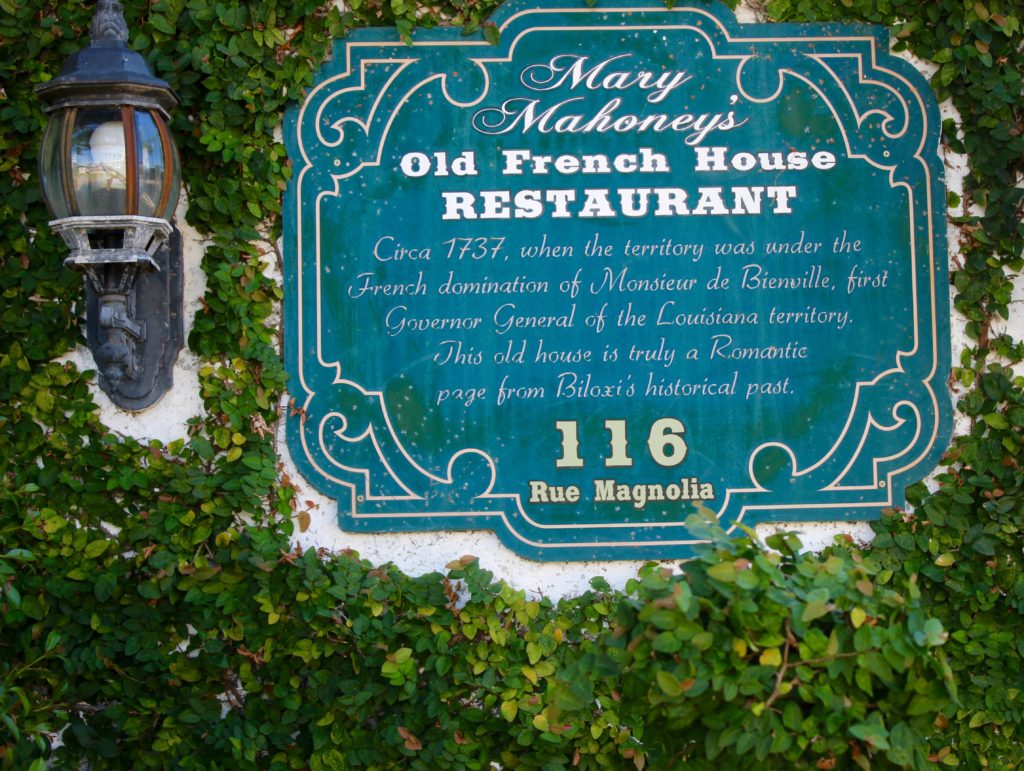 Mary
Mahoney's
Old French House
RESTAURANT
Circa 1737, when the territory was under the
French domination of Monsieur de Bienville, first
Governor General of the Louisiana territory.
This old house is truly a Romantic
page from Biloxi's historical past.
116
Rue Magnolia